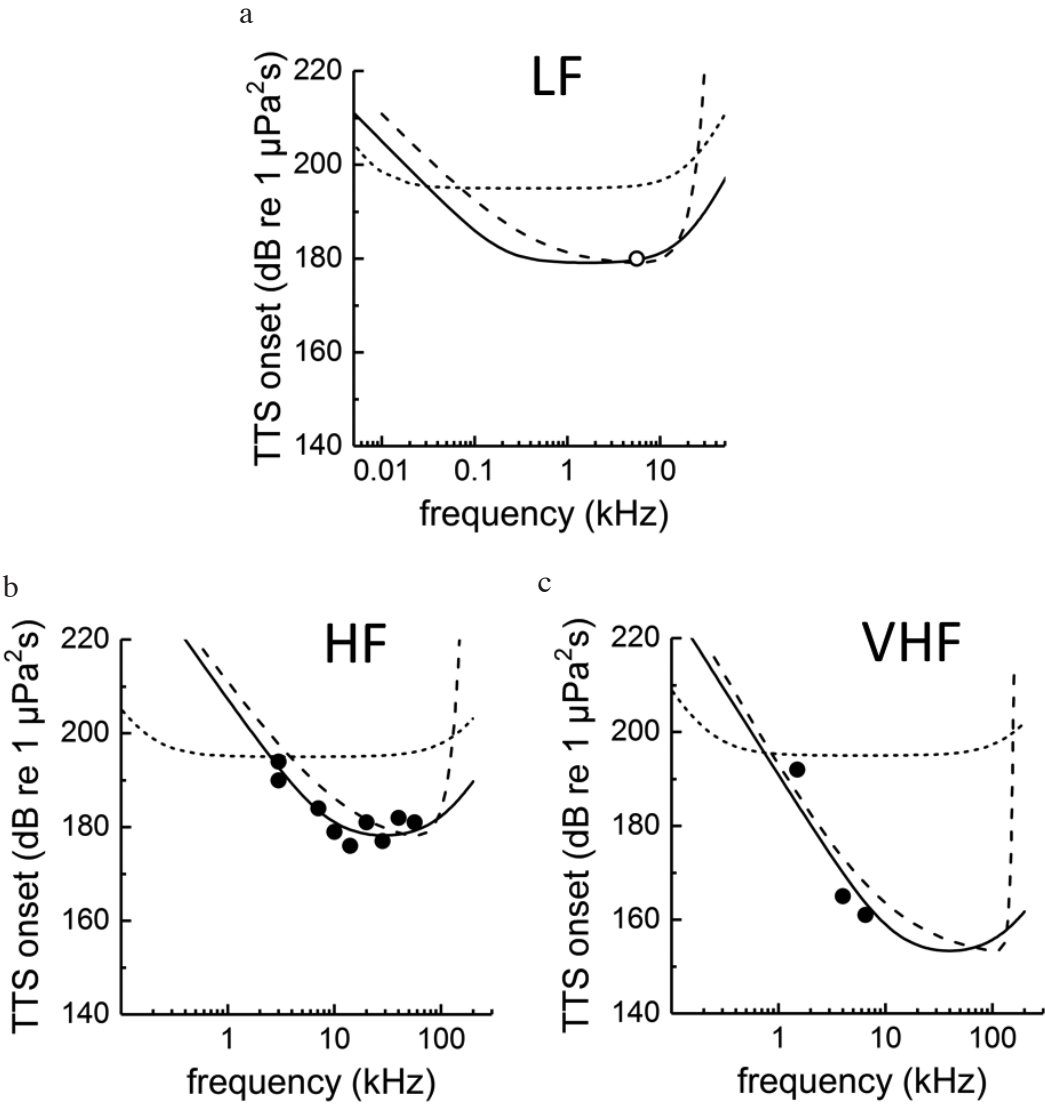 a
LF
TTS onset (dB re 1 μPa²s)
220
200
180
160
140
0.01 0.1 1 10
frequency (kHz)
b
HF
TTS onset (dB re 1 μPa²s)
220
200
180
160
140
1 10 100
frequency (kHz)
c
VHF
TTS onset (dB re 1 μPa²s)
220
200
180
160
140
1 10 100
frequency (kHz)